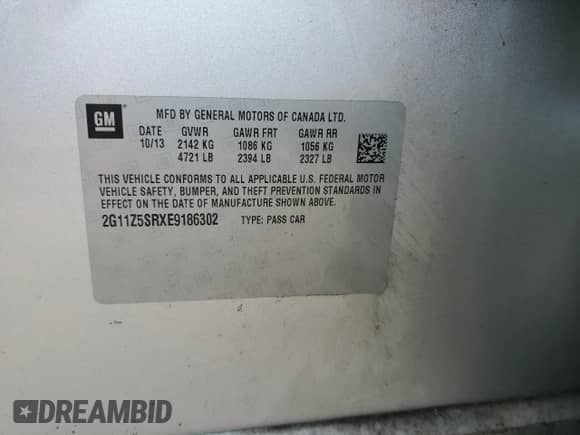 GM
MFD BY GENERAL MOTORS OF CANADA LTD.
DATE GVWR GAWR FRT GAWR RR
10/13 2142 KG 1086 KG 1056 KG
4721 LB 2394 LB 2327 LB
THIS VEHICLE CONFORMS TO ALL APPLICABLE U.S. FEDERAL MOTOR
VEHICLE SAFETY, BUMPER, AND THEFT PREVENTION STANDARDS IN
EFFECT ON THE DATE OF MANUFACTURE SHOWN ABOVE.
2G11Z5SRXE9186302 TYPE: PASS CAR
DREAMBID